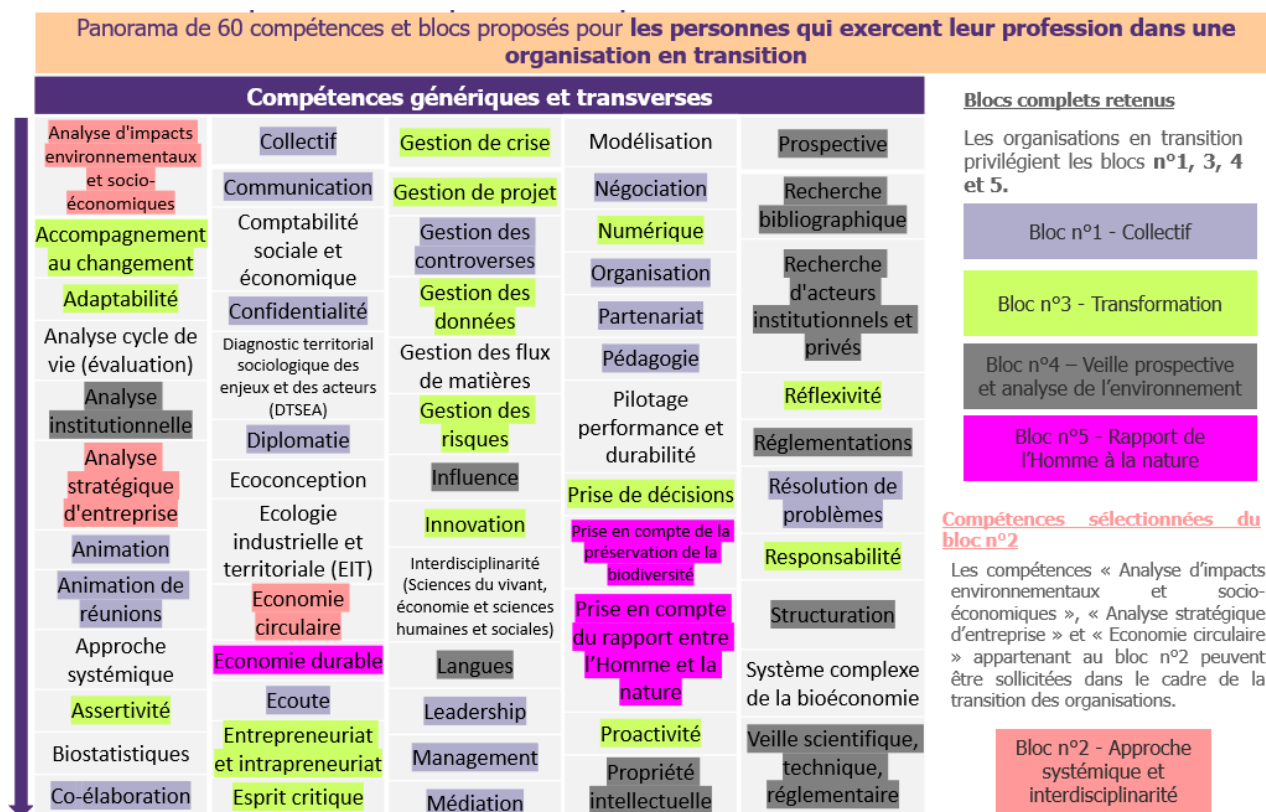 Panorama de 60 compétences et blocs proposés pour les personnes qui exercent leur profession dans une
organisation en transition
Compétences génériques et transverses
Analyse d'impacts
environnementaux
et socio-
économiques
Accompagnement
au changement
Adaptabilité
Analyse cycle de
vie (évaluation)
Analyse
institutionnelle
Analyse
stratégique
d'entreprise
Animation
Animation de
réunions
Approche
systémique
Assertivité
Biostatistiques
Co-élaboration
Collectif
Communication
Comptabilité
sociale et
économique
Confidentialité
Diagnostic territorial
sociologique des
enjeux et des acteurs
(DTSEA)
Diplomatie
Ecoconception
Ecologie
industrielle et
territoriale (EIT)
Economie
circulaire
Economie durable
Ecoute
Entrepreneuriat
et intrapreneuriat
Esprit critique
Gestion de crise
Gestion de projet
Gestion des
controverses
Gestion des
données
Gestion des flux
de matières
Gestion des
risques
Influence
Innovation
Interdisciplinarité
(Sciences du vivant,
économie et sciences
humaines et sociales)
Langues
Leadership
Management
Médiation
Modélisation
Négociation
Numérique
Organisation
Partenariat
Pédagogie
Pilotage
performance et
durabilité
Prise de décisions
Prise en compte de la
préservation de la
biodiversité
Prise en compte
du rapport entre
l'Homme et la
nature
Proactivité
Propriété
intellectuelle
Prospective
Recherche
bibliographique
Recherche
d'acteurs
institutionnels et
privés
Réflexivité
Réglementations
Résolution de
problèmes
Responsabilité
Structuration
Système complexe
de la bioéconomie
Veille scientifique,
technique,
réglementaire
Blocs complets retenus
Les organisations en transition
privilégient les blocs n°1, 3, 4
et 5.
Bloc n°1 - Collectif
Bloc n°3 - Transformation
Bloc n°4 – Veille prospective
et analyse de l'environnement
Bloc n°5 - Rapport de
l'Homme à la nature
Compétences sélectionnées du
bloc n°2
Les compétences « Analyse d'impacts
environnementaux et socio-
économiques », « Analyse stratégique
d'entreprise » et « Economie circulaire
» appartenant au bloc n°2 peuvent
être sollicitées dans le cadre de la
transition des organisations.
Bloc n°2 - Approche
systémique et
interdisciplinarité